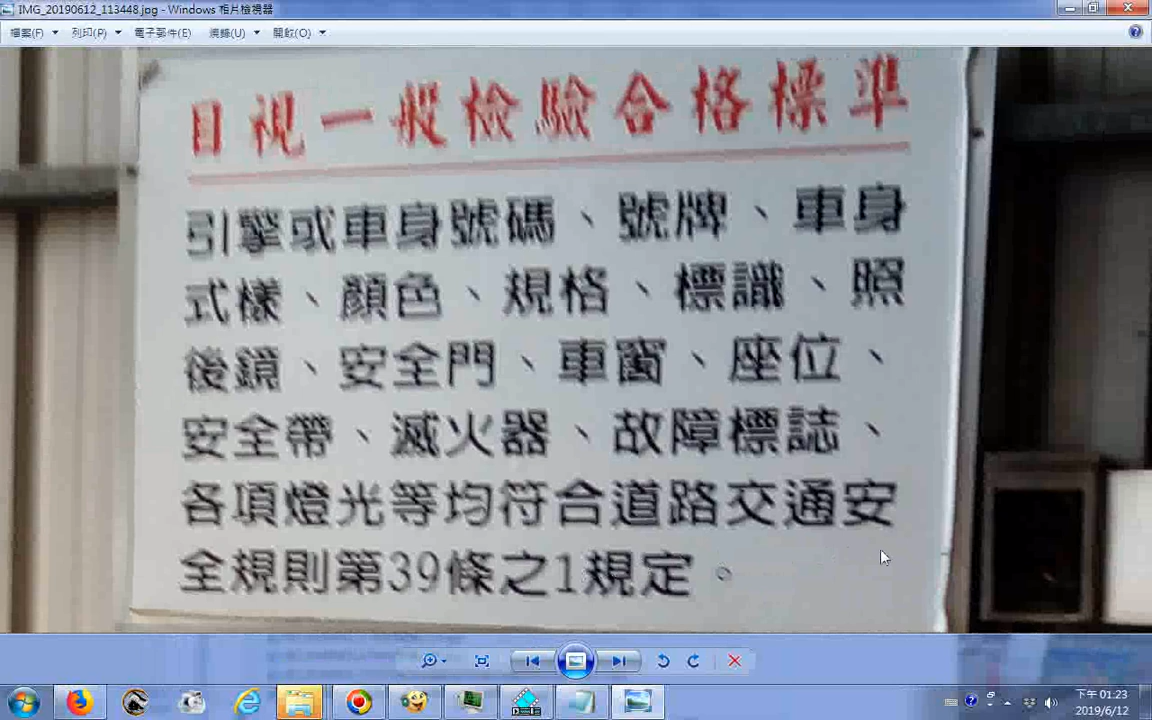 IMG_20190612_113448.jpg - Windows 相片檢視器
檔案(F) 列印(P) 電子郵件(E) 燒錄(U) 開啟(O)
目視一般檢驗合格標準
引擎或車身號碼、號牌、車身
式樣、顏色、規格、標識、照
後鏡、安全門、車窗、座位、
安全帶、滅火器、故障標誌、
各項燈光等均符合道路交通安
全規則第39條之1規定。
下午 01:23
2019/6/12